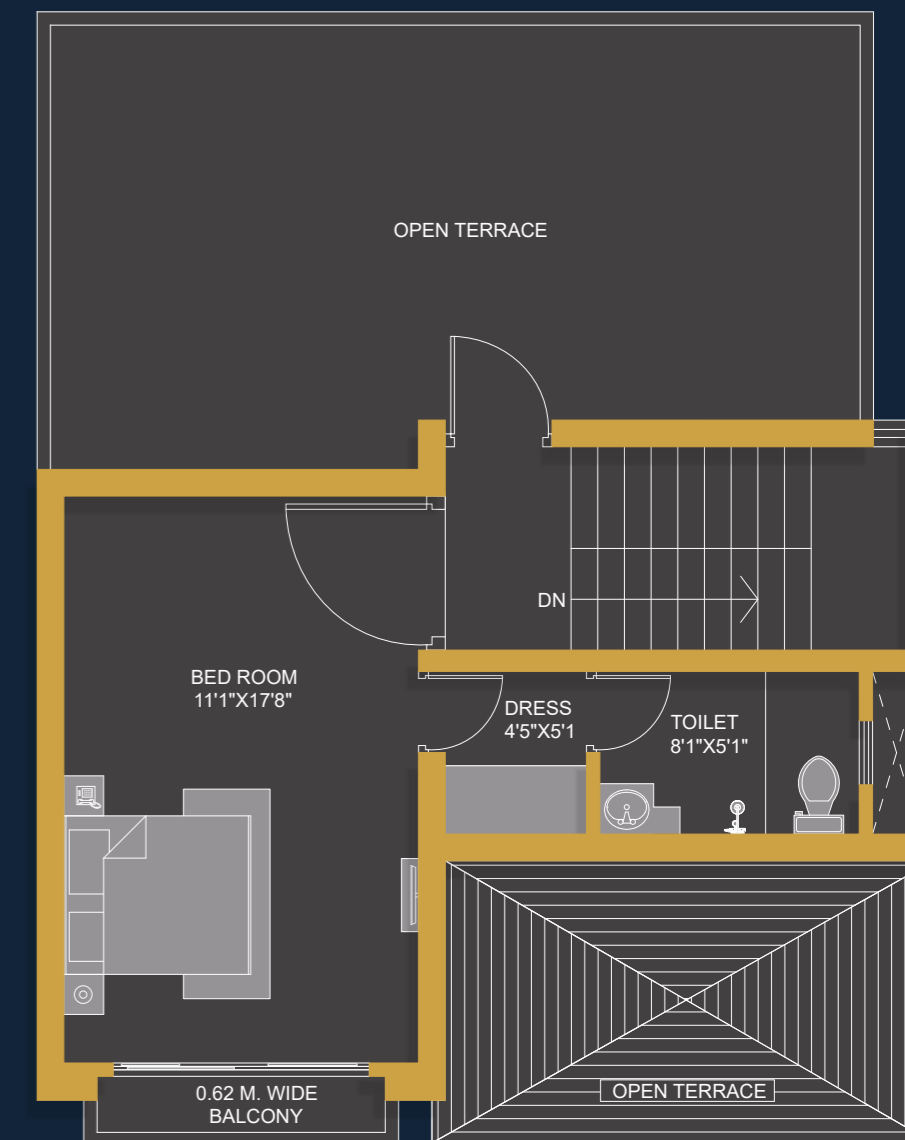 OPEN TERRACE
DN
BED ROOM
11'1"X17'8"
DRESS
4'5"X5'1
TOILET
8'1"X5'1"
0.62 M. WIDE
BALCONY
OPEN TERRACE